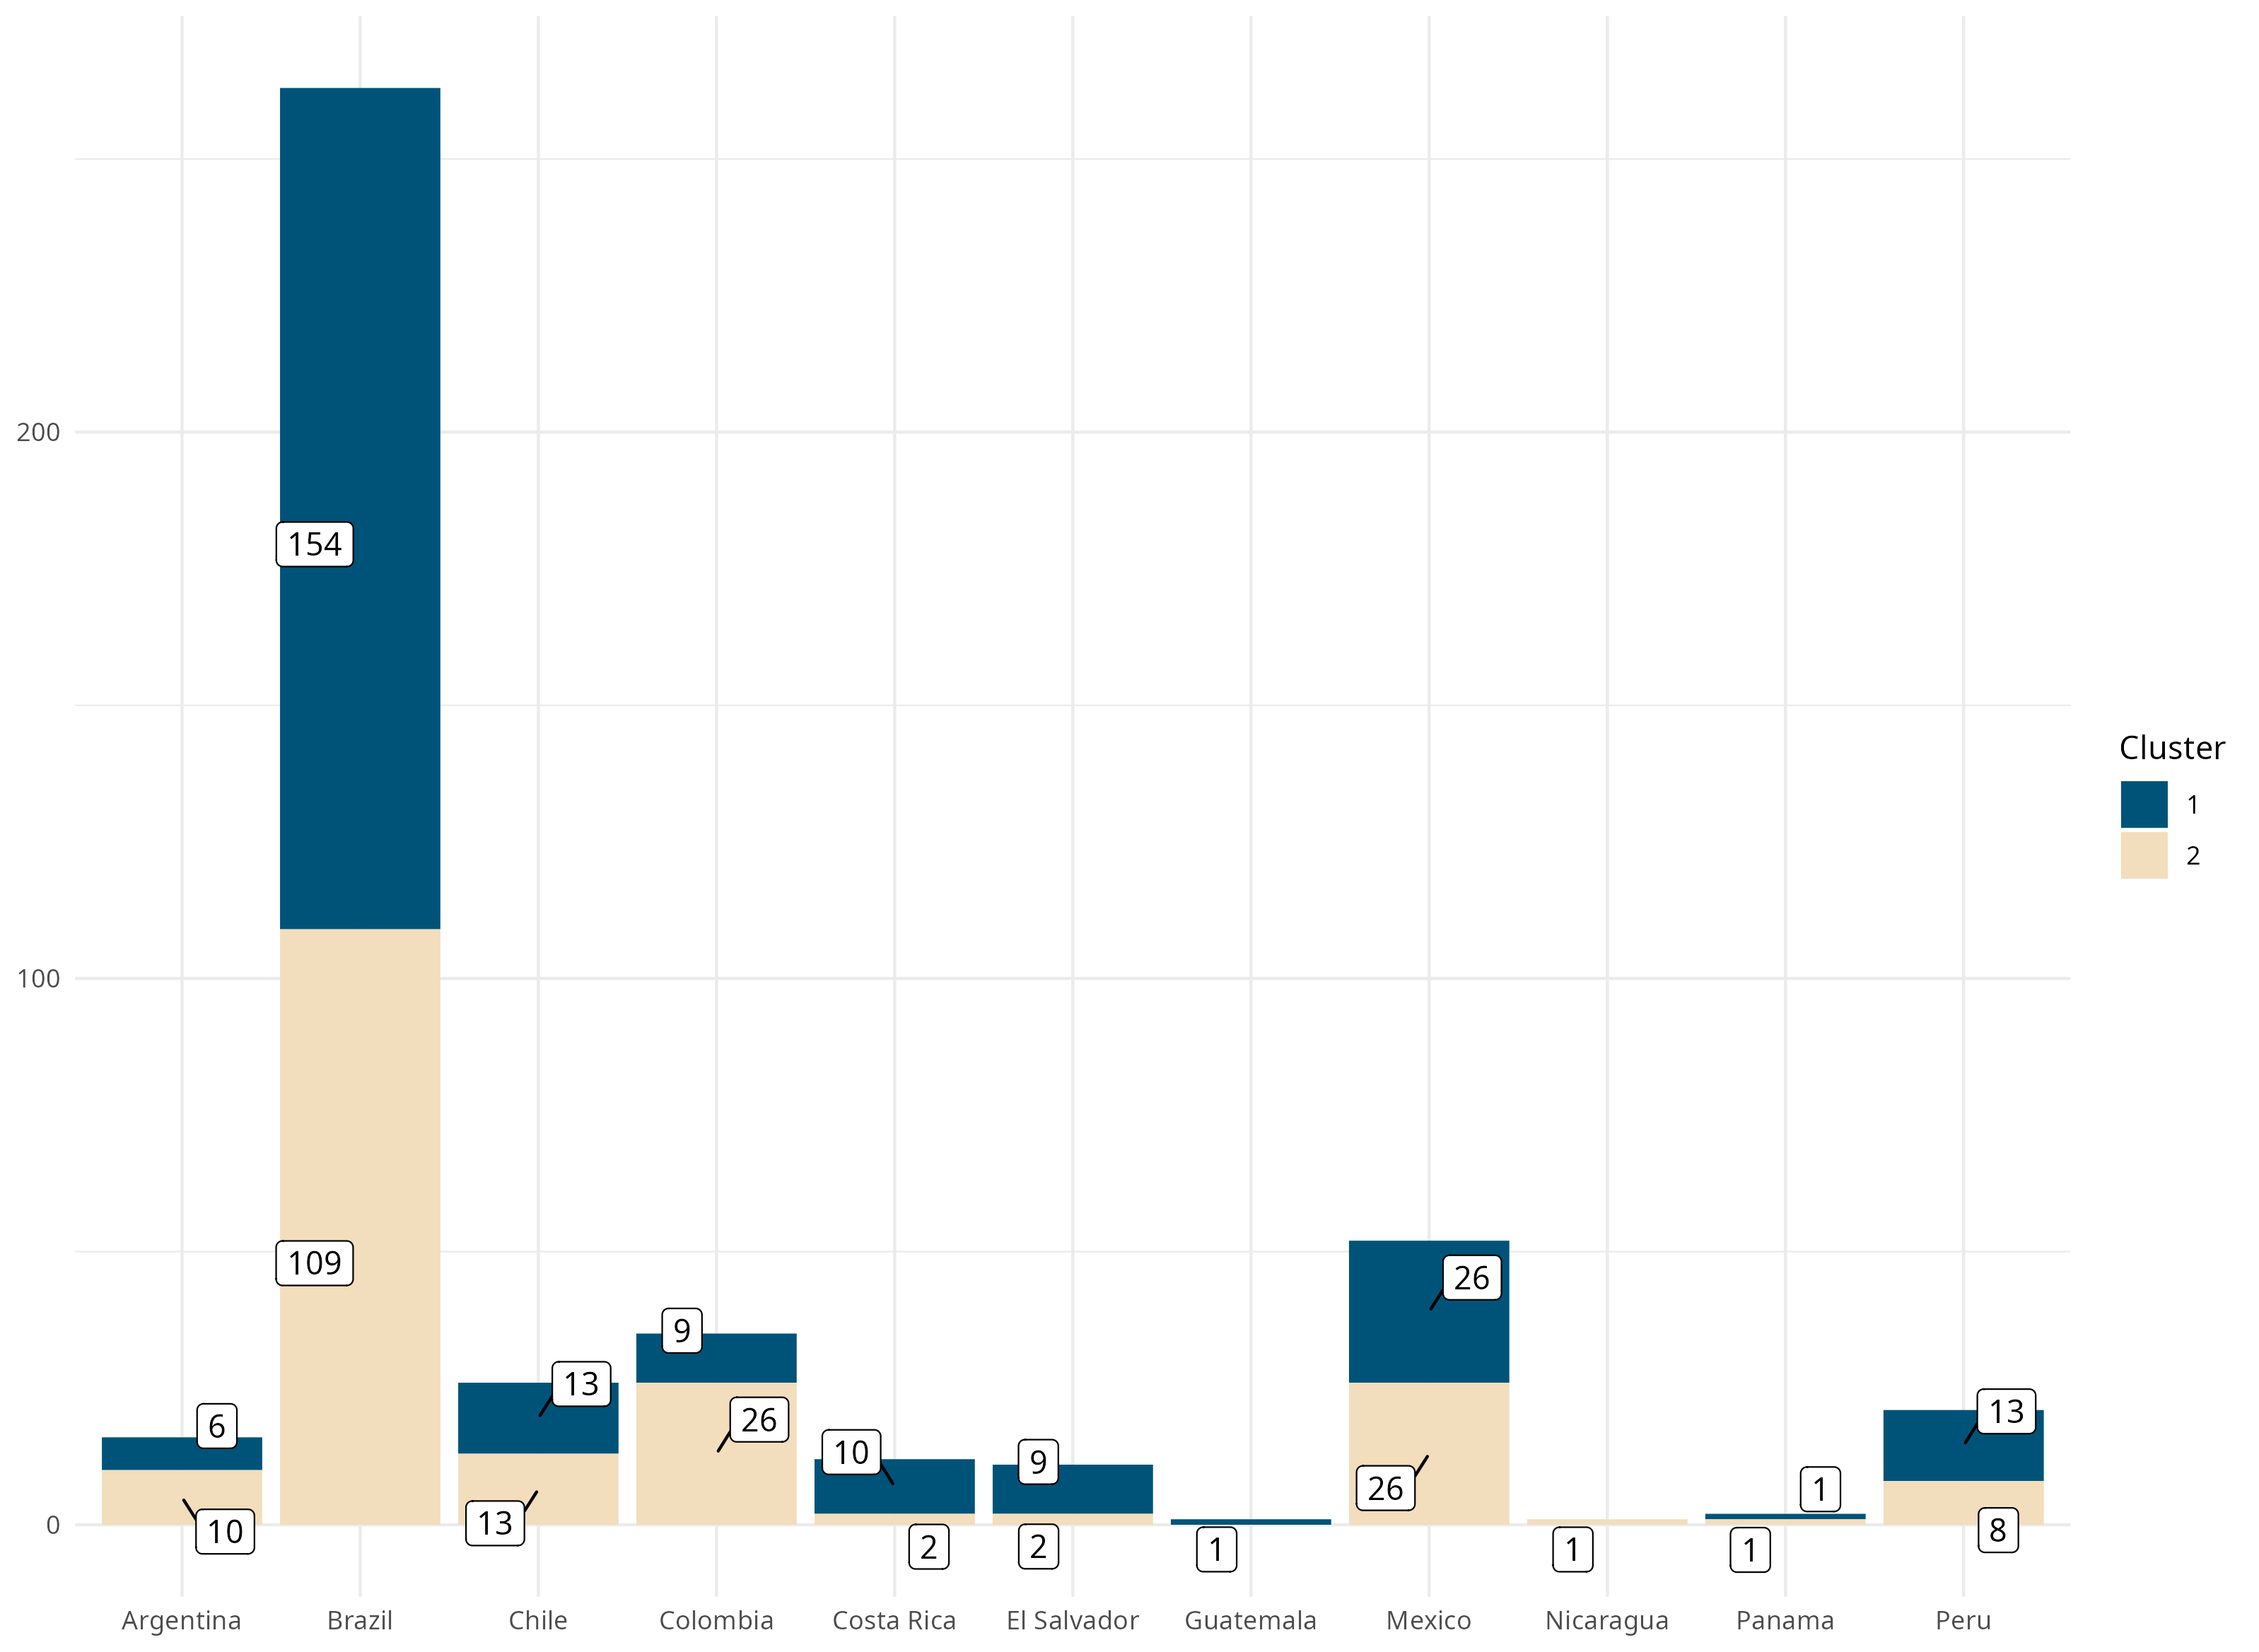 200
154
Cluster
1
2
100
109
26
9
13
26
6
13
10
9
26
1
13
0
10
2
2
1
1
1
8
Argentina
Brazil
Chile
Colombia
Costa Rica
El Salvador
Guatemala
Mexico
Nicaragua
Panama
Peru